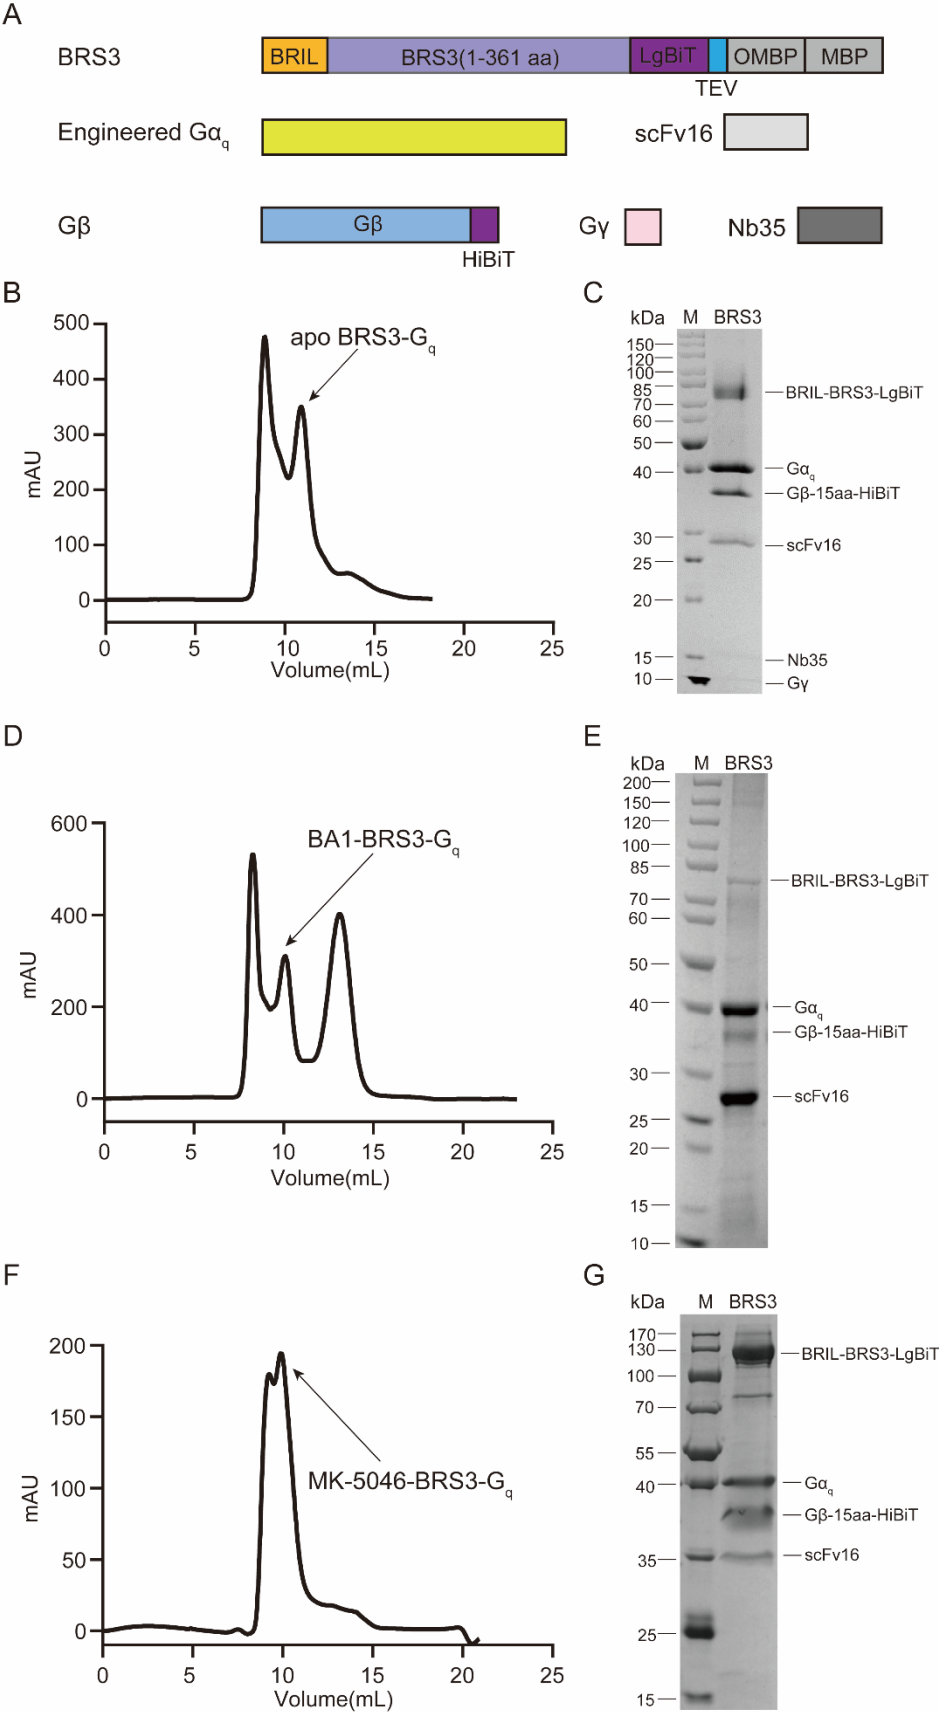 A
BRS3
BRIL
BRS3(1-361 aa)
LgBiT
OMBP
MBP
TEV
Engineered Gαq
scFv16
Gβ
Gβ
HiBiT
Gγ
Nb35
B
500
400
300
200
100
0
mAU
apo BRS3-Gq
0 5 10 15 20 25
Volume(mL)
C
kDa M BRS3
150
120
100
85
70
60
50
40
30
25
20
15
10
BRIL-BRS3-LgBiT
Gαq
Gβ-15aa-HiBiT
scFv16
Nb35
Gγ
D
600
400
200
0
mAU
BA1-BRS3-Gq
0 5 10 15 20 25
Volume(mL)
E
kDa M BRS3
200
150
120
100
85
70
60
50
40
30
25
20
15
10
BRIL-BRS3-LgBiT
Gαq
Gβ-15aa-HiBiT
scFv16
F
200
150
100
50
0
mAU
MK-5046-BRS3-Gq
0 5 10 15 20 25
Volume(mL)
G
kDa M BRS3
170
130
100
70
55
40
35
25
15
BRIL-BRS3-LgBiT
Gαq
Gβ-15aa-HiBiT
scFv16